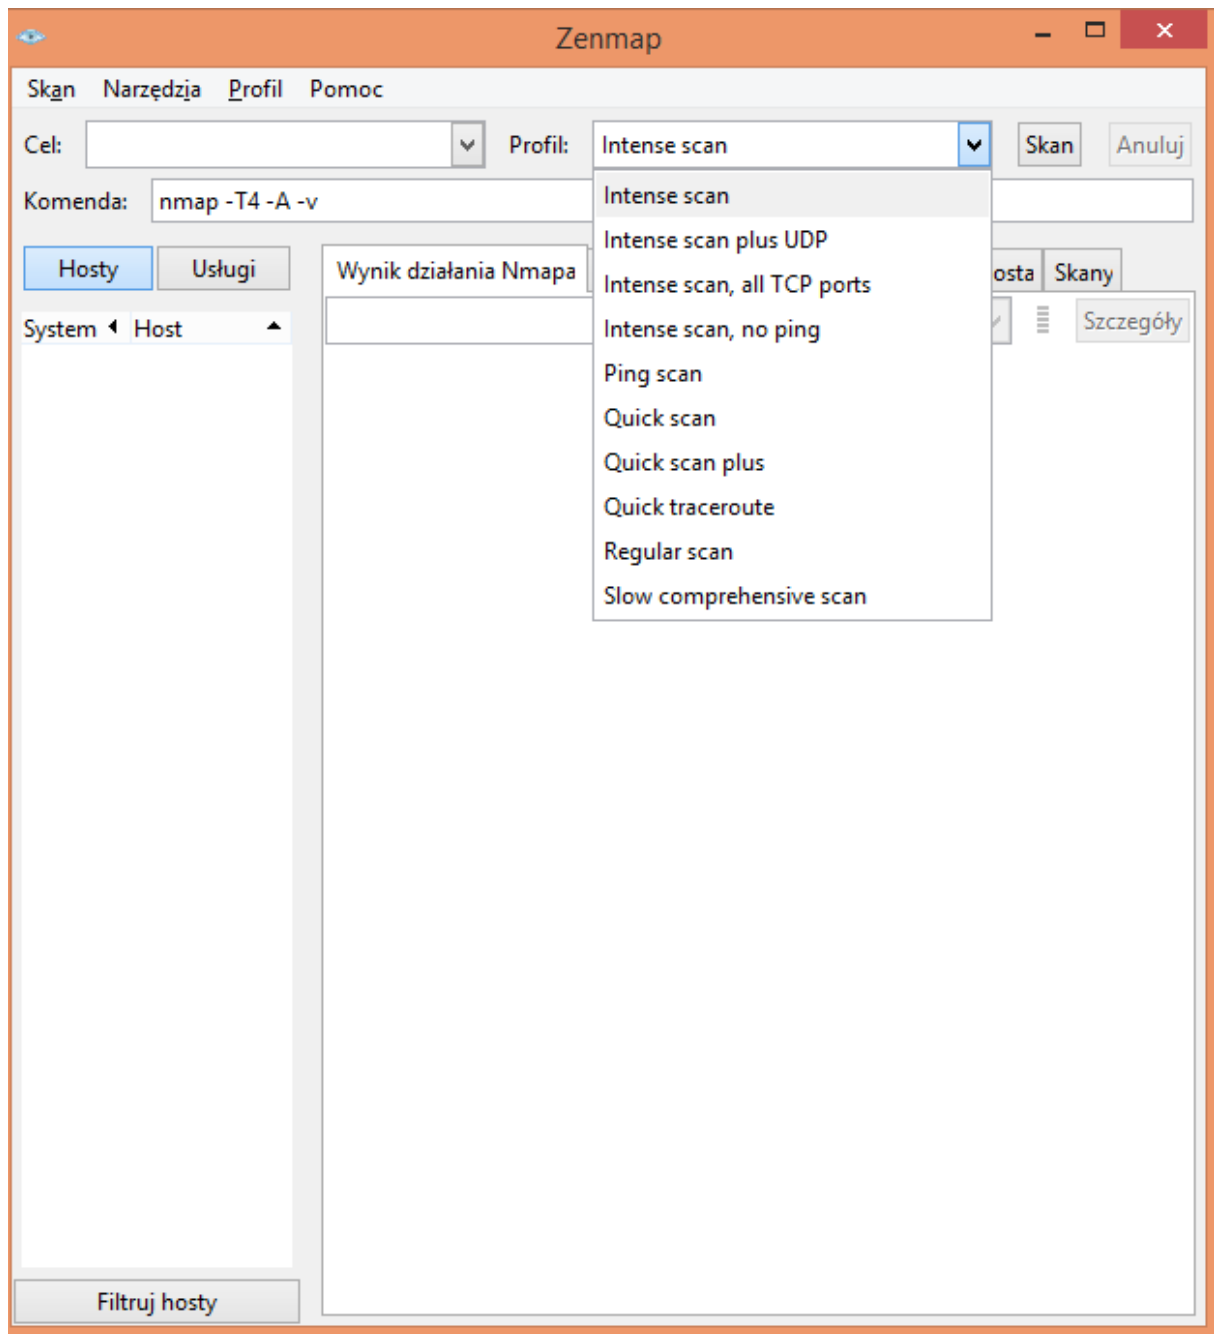 Zenmap
Skan Narzędzia Profil Pomoc
Cel: Profil: Intense scan Skan Anuluj
Komenda: nmap -T4 -A -v
Intense scan
Intense scan plus UDP
Intense scan, all TCP ports
Intense scan, no ping
Ping scan
Quick scan
Quick scan plus
Quick traceroute
Regular scan
Slow comprehensive scan
Hosty Usługi Wynik działania Nmapa osta Skany
System Host Szczegóły
Filtruj hosty